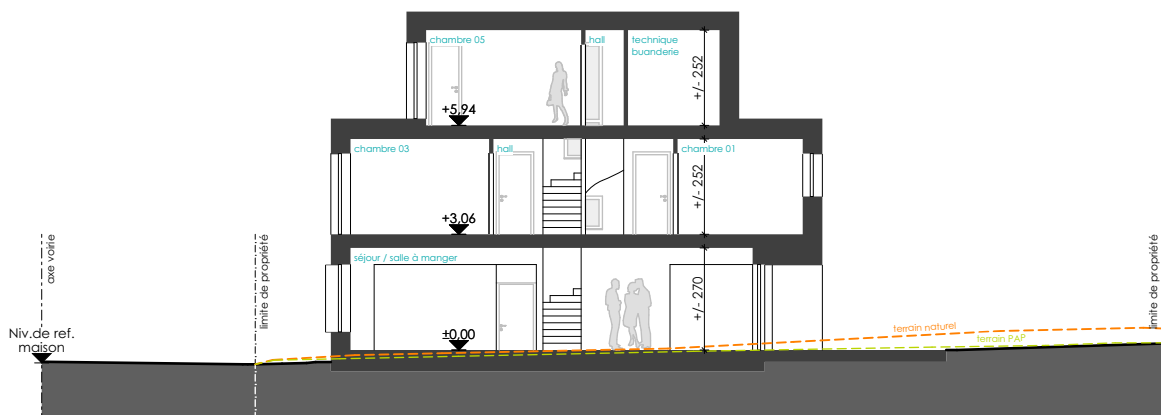 chambre 05
hall
technique
buanderie
+/- 252
+5,94
chambre 03
hall
chambre 01
+/- 252
+3,06
axe voirie
limite de propriété
séjour / salle à manger
+/- 270
limite de propriété
Niv.de ref.
maison
±0,00
terrain naturel
terrain PAP